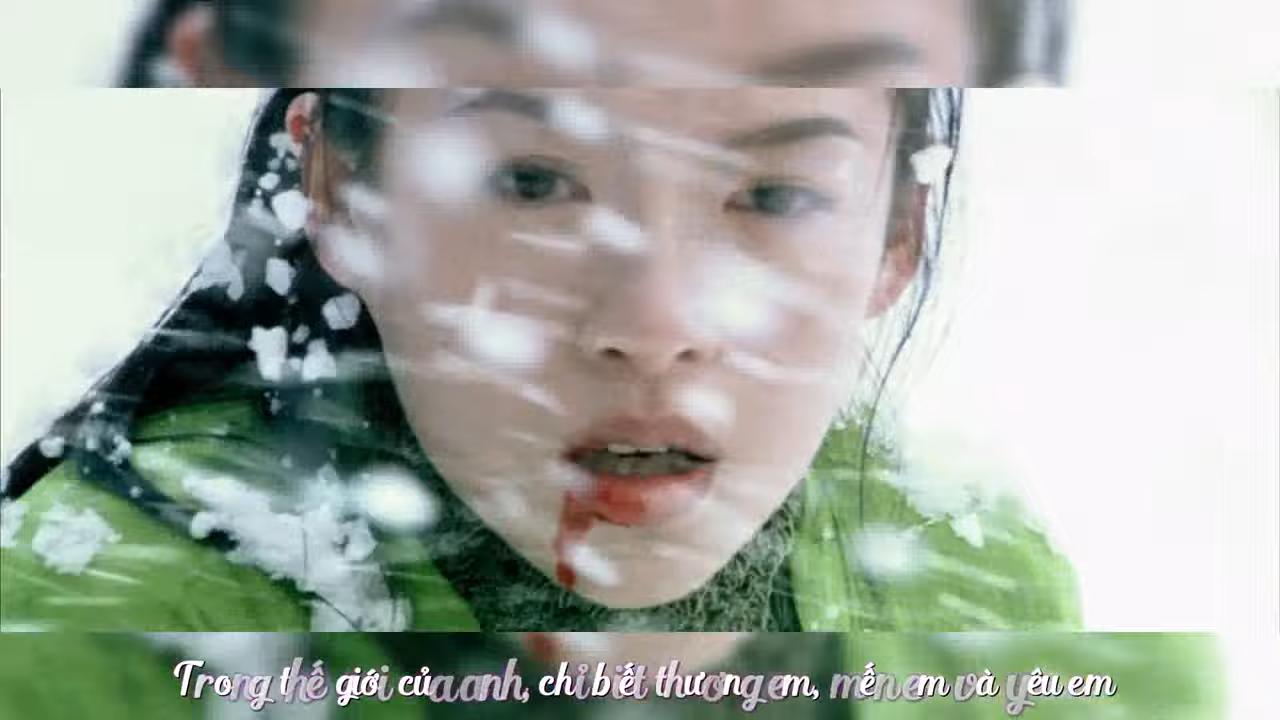 Trong thế giới của anh, chỉ biết thương em, mến em và yêu em